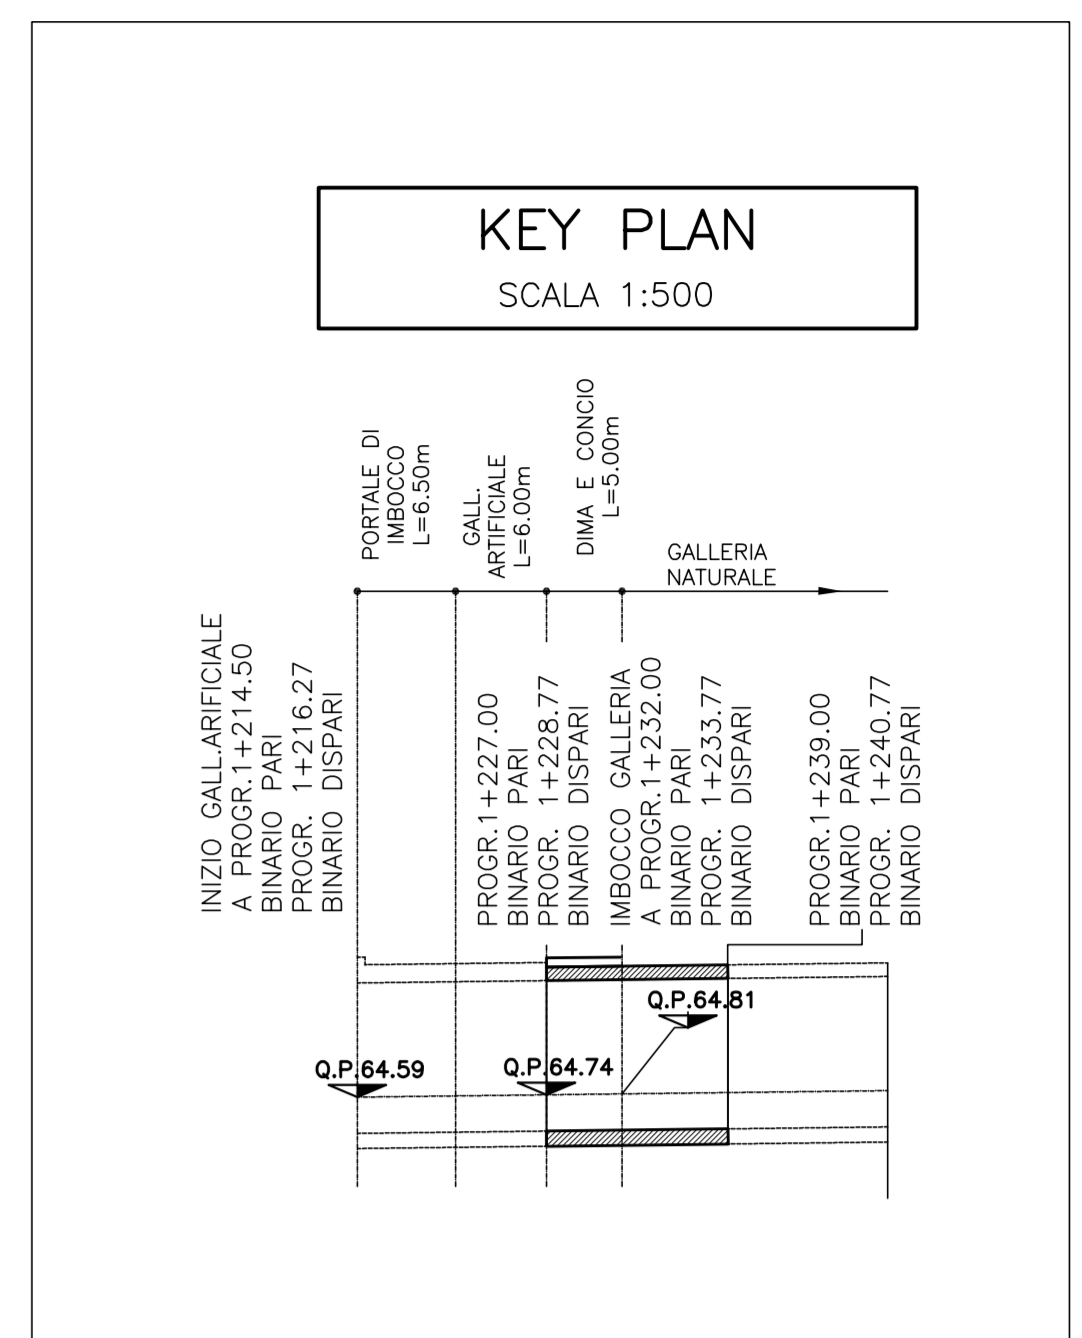 KEY PLAN
SCALA 1:500
PORTALE DI
IMBOCCO
L=6.50m
GALL.
ARTIFICIALE
L=6.00m
DIMA E CONCIO
L=5.00m
GALLERIA
NATURALE
INIZIO GALL.ARIFICIALE
A PROGR.1+214.50
BINARIO PARI
PROGR. 1+216.27
BINARIO DISPARI
PROGR.1+227.00
BINARIO PARI
PROGR. 1+228.77
BINARIO DISPARI
IMBOCCO GALLERIA
A PROGR.1+232.00
BINARIO PARI
PROGR. 1+233.77
BINARIO DISPARI
PROGR.1+239.00
BINARIO PARI
PROGR. 1+240.77
BINARIO DISPARI
Q.P.64.59
Q.P.64.74
Q.P.64.81